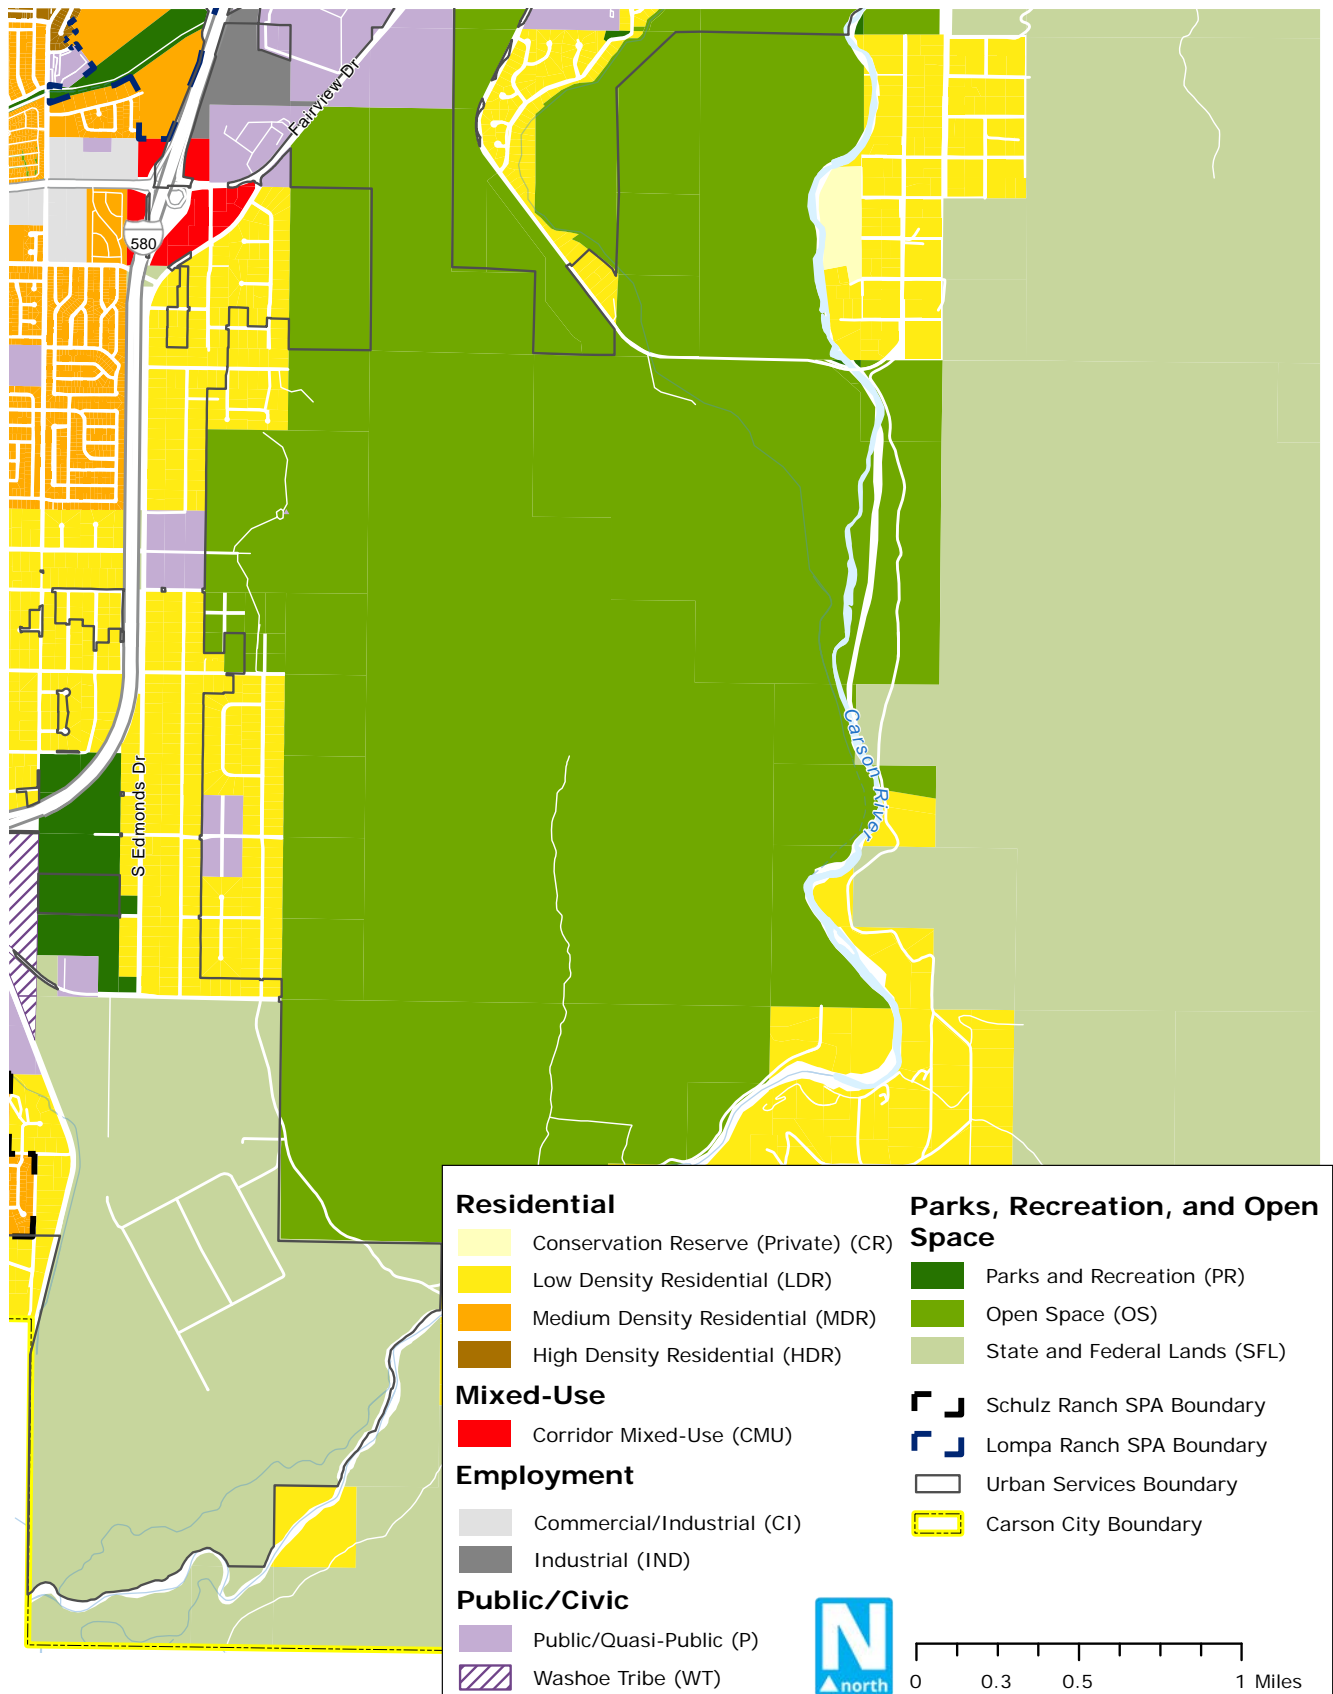 Fairview Dr
580
S Edmonds Dr
Carson River
Residential
Conservation Reserve (Private) (CR)
Low Density Residential (LDR)
Medium Density Residential (MDR)
High Density Residential (HDR)
Mixed-Use
Corridor Mixed-Use (CMU)
Employment
Commercial/Industrial (CI)
Industrial (IND)
Public/Civic
Public/Quasi-Public (P)
Washoe Tribe (WT)
Parks, Recreation, and Open
Space
Parks and Recreation (PR)
Open Space (OS)
State and Federal Lands (SFL)
Schulz Ranch SPA Boundary
Lompa Ranch SPA Boundary
Urban Services Boundary
Carson City Boundary
N
north
0 0.3 0.5 1 Miles